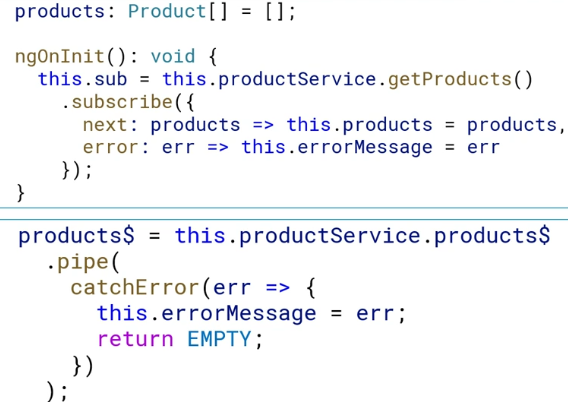 products: Product[] = [];
ngOnInit(): void {
this.sub = this.productService.getProducts()
.subscribe({
next: products => this.products = products,
error: err => this.errorMessage = err
});
}
products$ = this.productService.products$
.pipe(
catchError(err => {
this.errorMessage = err;
return EMPTY;
})
);